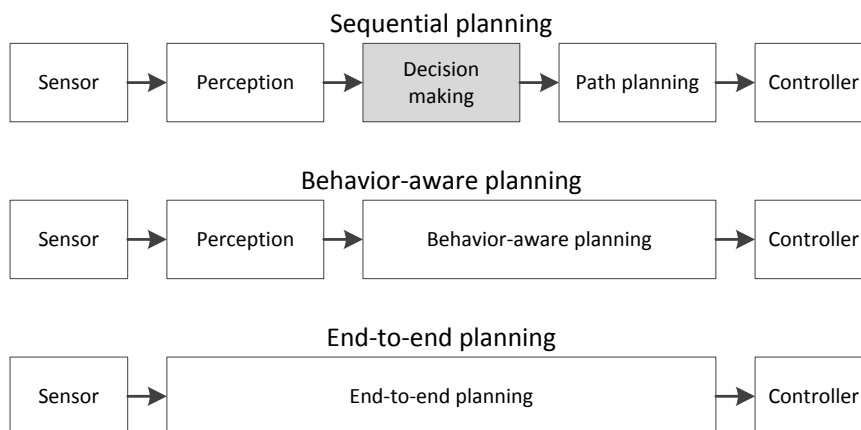 Sequential planning
Sensor
Perception
Decision
making
Path planning
Controller
Behavior-aware planning
Sensor
Perception
Behavior-aware planning
Controller
End-to-end planning
Sensor
End-to-end planning
Controller